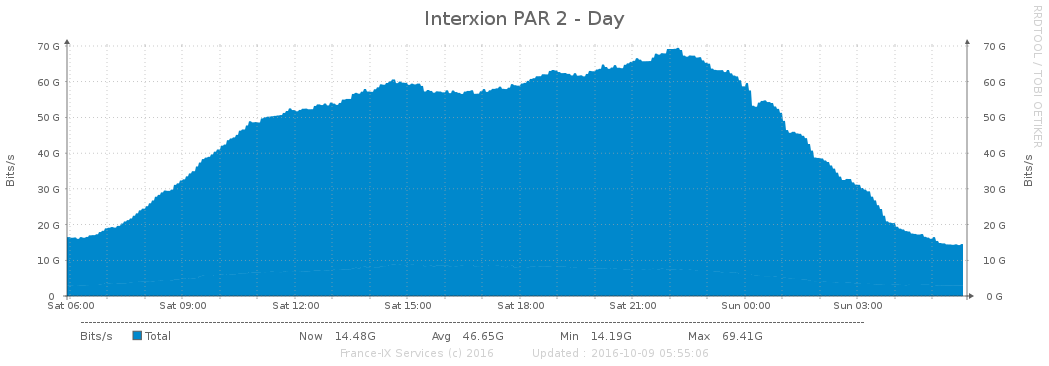 Interxion PAR 2 - Day
RRDTOOL / TOBI OETIKER
Bits/s
Bits/s
70 G 70 G
60 G 60 G
50 G 50 G
40 G 40 G
30 G 30 G
20 G 20 G
10 G 10 G
0 0 G
Sat 06:00 Sat 09:00 Sat 12:00 Sat 15:00 Sat 18:00 Sat 21:00 Sun 00:00 Sun 03:00
Bits/s Total Now 14.48G Avg 46.65G Min 14.19G Max 69.41G
France-IX Services (c) 2016 Updated : 2016-10-09 05:55:06